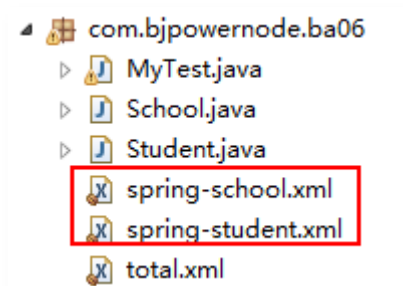 com.bjpowernode.ba06
MyTest.java
School.java
Student.java
spring-school.xml
spring-student.xml
total.xml